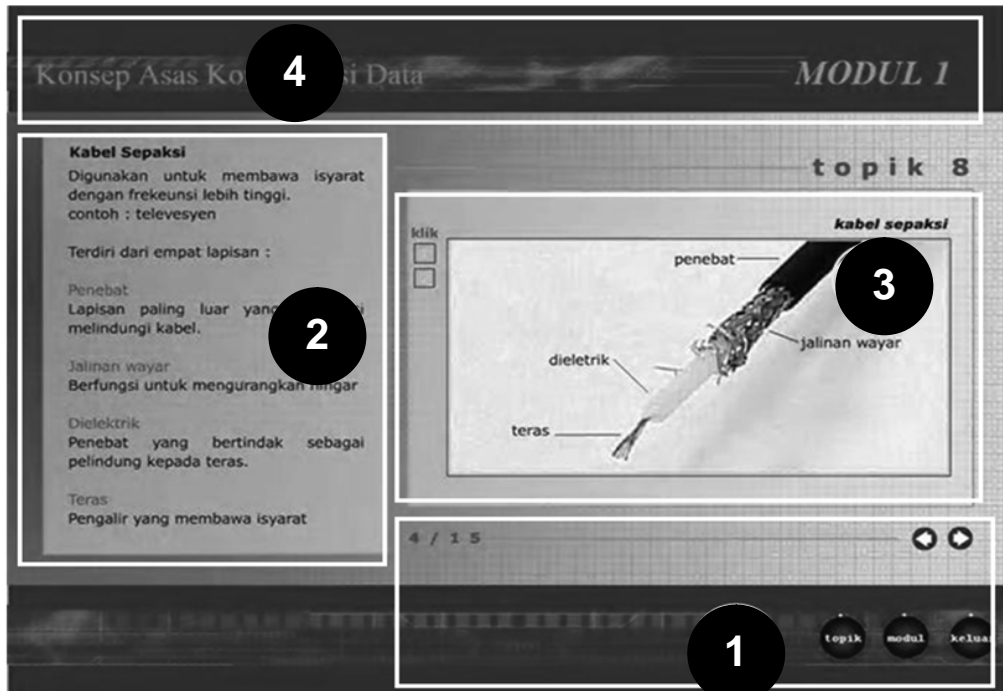 4
Konsep Asas Data
MODUL 1
topik 8
Kabel Sepaksi
Digunakan untuk membawa isyarat
dengan frekeunsi lebih tinggi.
contoh : televesyen
Terdiri dari empat lapisan :
Penebat
Lapisan paling luar yang
melindungi kabel.
2
Jalinan wayar
Berfungsi untuk mengurangkan hingar
Dielektrik
Penebat yang bertindak sebagai
pelindung kepada teras.
Teras
Pengalir yang membawa isyarat
kabel sepaksi
klik
penebat
3
jalinan wayar
dieletrik
teras
4 / 15
1
topik modul kelua